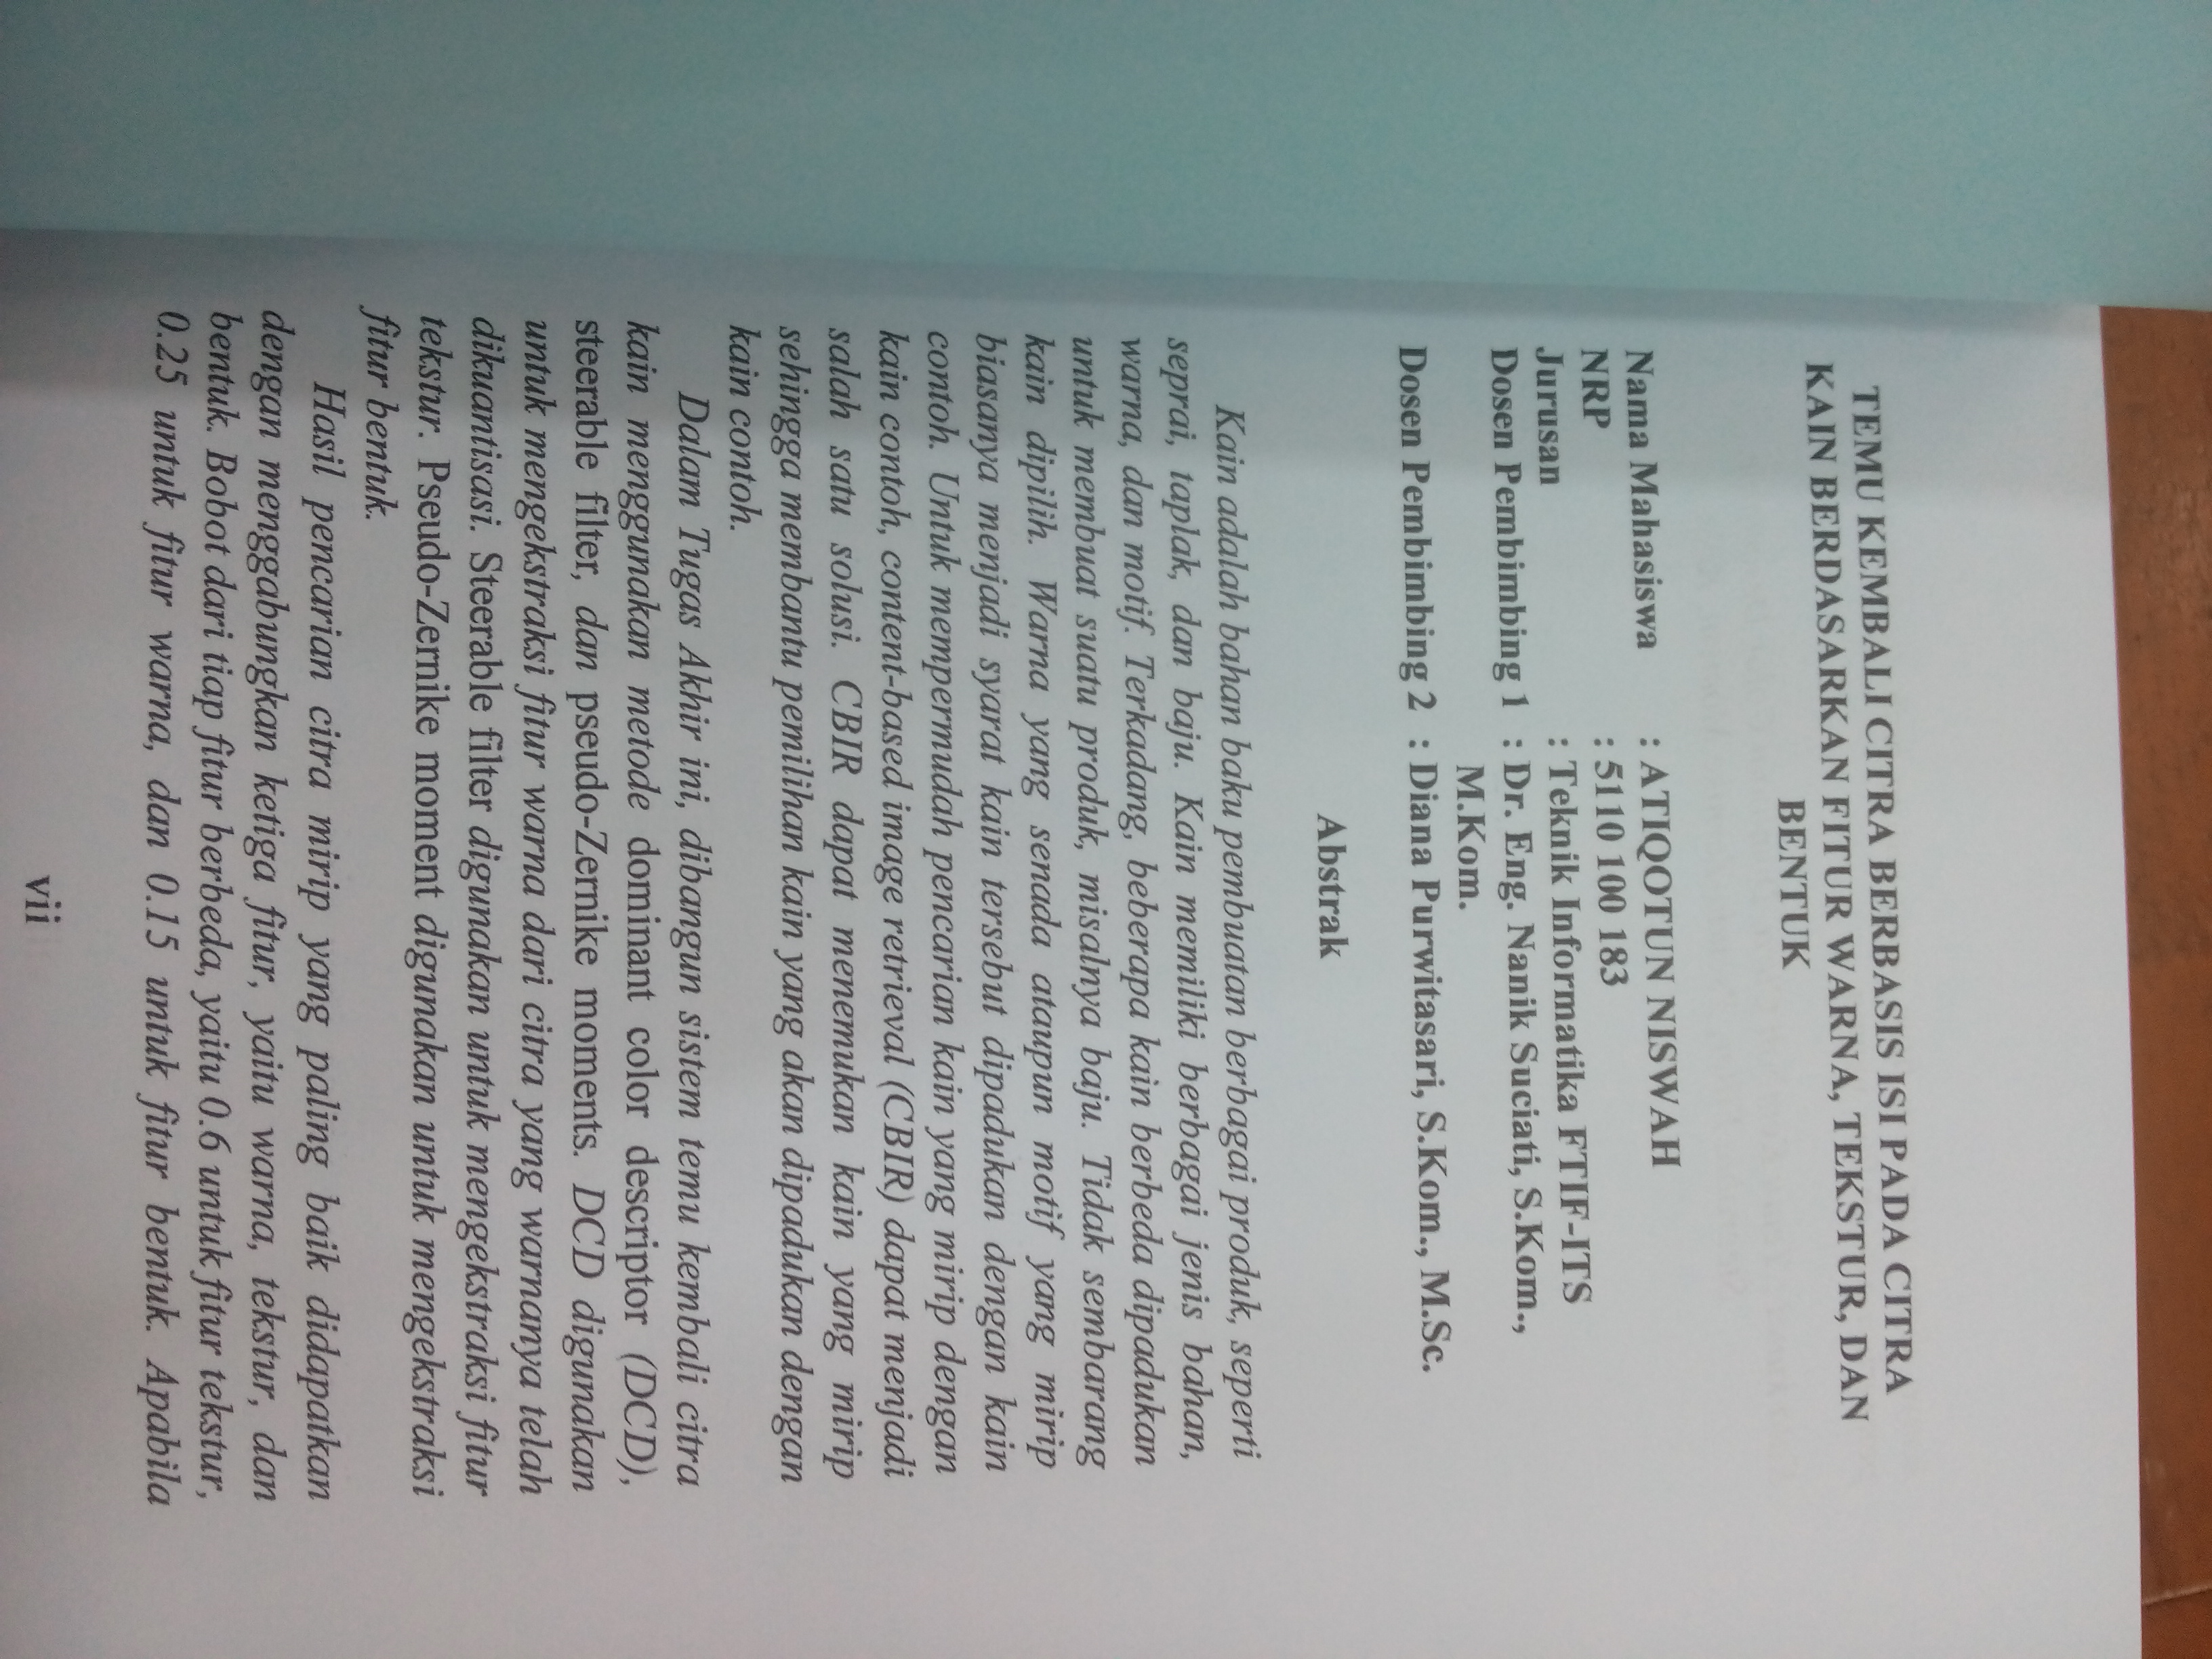 TEMU KEMBALI CITRA BERBASIS ISI PADA CITRA
KAIN BERDASARKAN FITUR WARNA, TEKSTUR, DAN
BENTUK
Nama Mahasiswa : ATIQOTUN NISWAH
NRP : 5110 100 183
Jurusan : Teknik Informatika FTIF-ITS
Dosen Pembimbing 1 : Dr. Eng. Nanik Suciati, S.Kom.,
M.Kom.
Dosen Pembimbing 2 : Diana Purwitasari, S.Kom., M.Sc.
Abstrak
Kain adalah bahan baku pembuatan berbagai produk, seperti
seprai, taplak, dan baju. Kain memiliki berbagai jenis bahan,
warna, dan motif. Terkadang, beberapa kain berbeda dipadukan
untuk membuat suatu produk, misalnya baju. Tidak sembarang
kain dipilih. Warna yang senada ataupun motif yang mirip
biasanya menjadi syarat kain tersebut dipadukan dengan kain
contoh. Untuk mempermudah pencarian kain yang mirip dengan
kain contoh, content-based image retrieval (CBIR) dapat menjadi
salah satu solusi. CBIR dapat menemukan kain yang mirip
sehingga membantu pemilihan kain yang akan dipadukan dengan
kain contoh.
Dalam Tugas Akhir ini, dibangun sistem temu kembali citra
kain menggunakan metode dominant color descriptor (DCD),
steerable filter, dan pseudo-Zernike moments. DCD digunakan
untuk mengekstraksi fitur warna dari citra yang warnanya telah
dikuantisasi. Steerable filter digunakan untuk mengekstraksi fitur
tekstur. Pseudo-Zernike moment digunakan untuk mengekstraksi
fitur bentuk.
Hasil pencarian citra mirip yang paling baik didapatkan
dengan menggabungkan ketiga fitur, yaitu warna, tekstur, dan
bentuk. Bobot dari tiap fitur berbeda, yaitu 0.6 untuk fitur tekstur,
0.25 untuk fitur warna, dan 0.15 untuk fitur bentuk. Apabila
vii